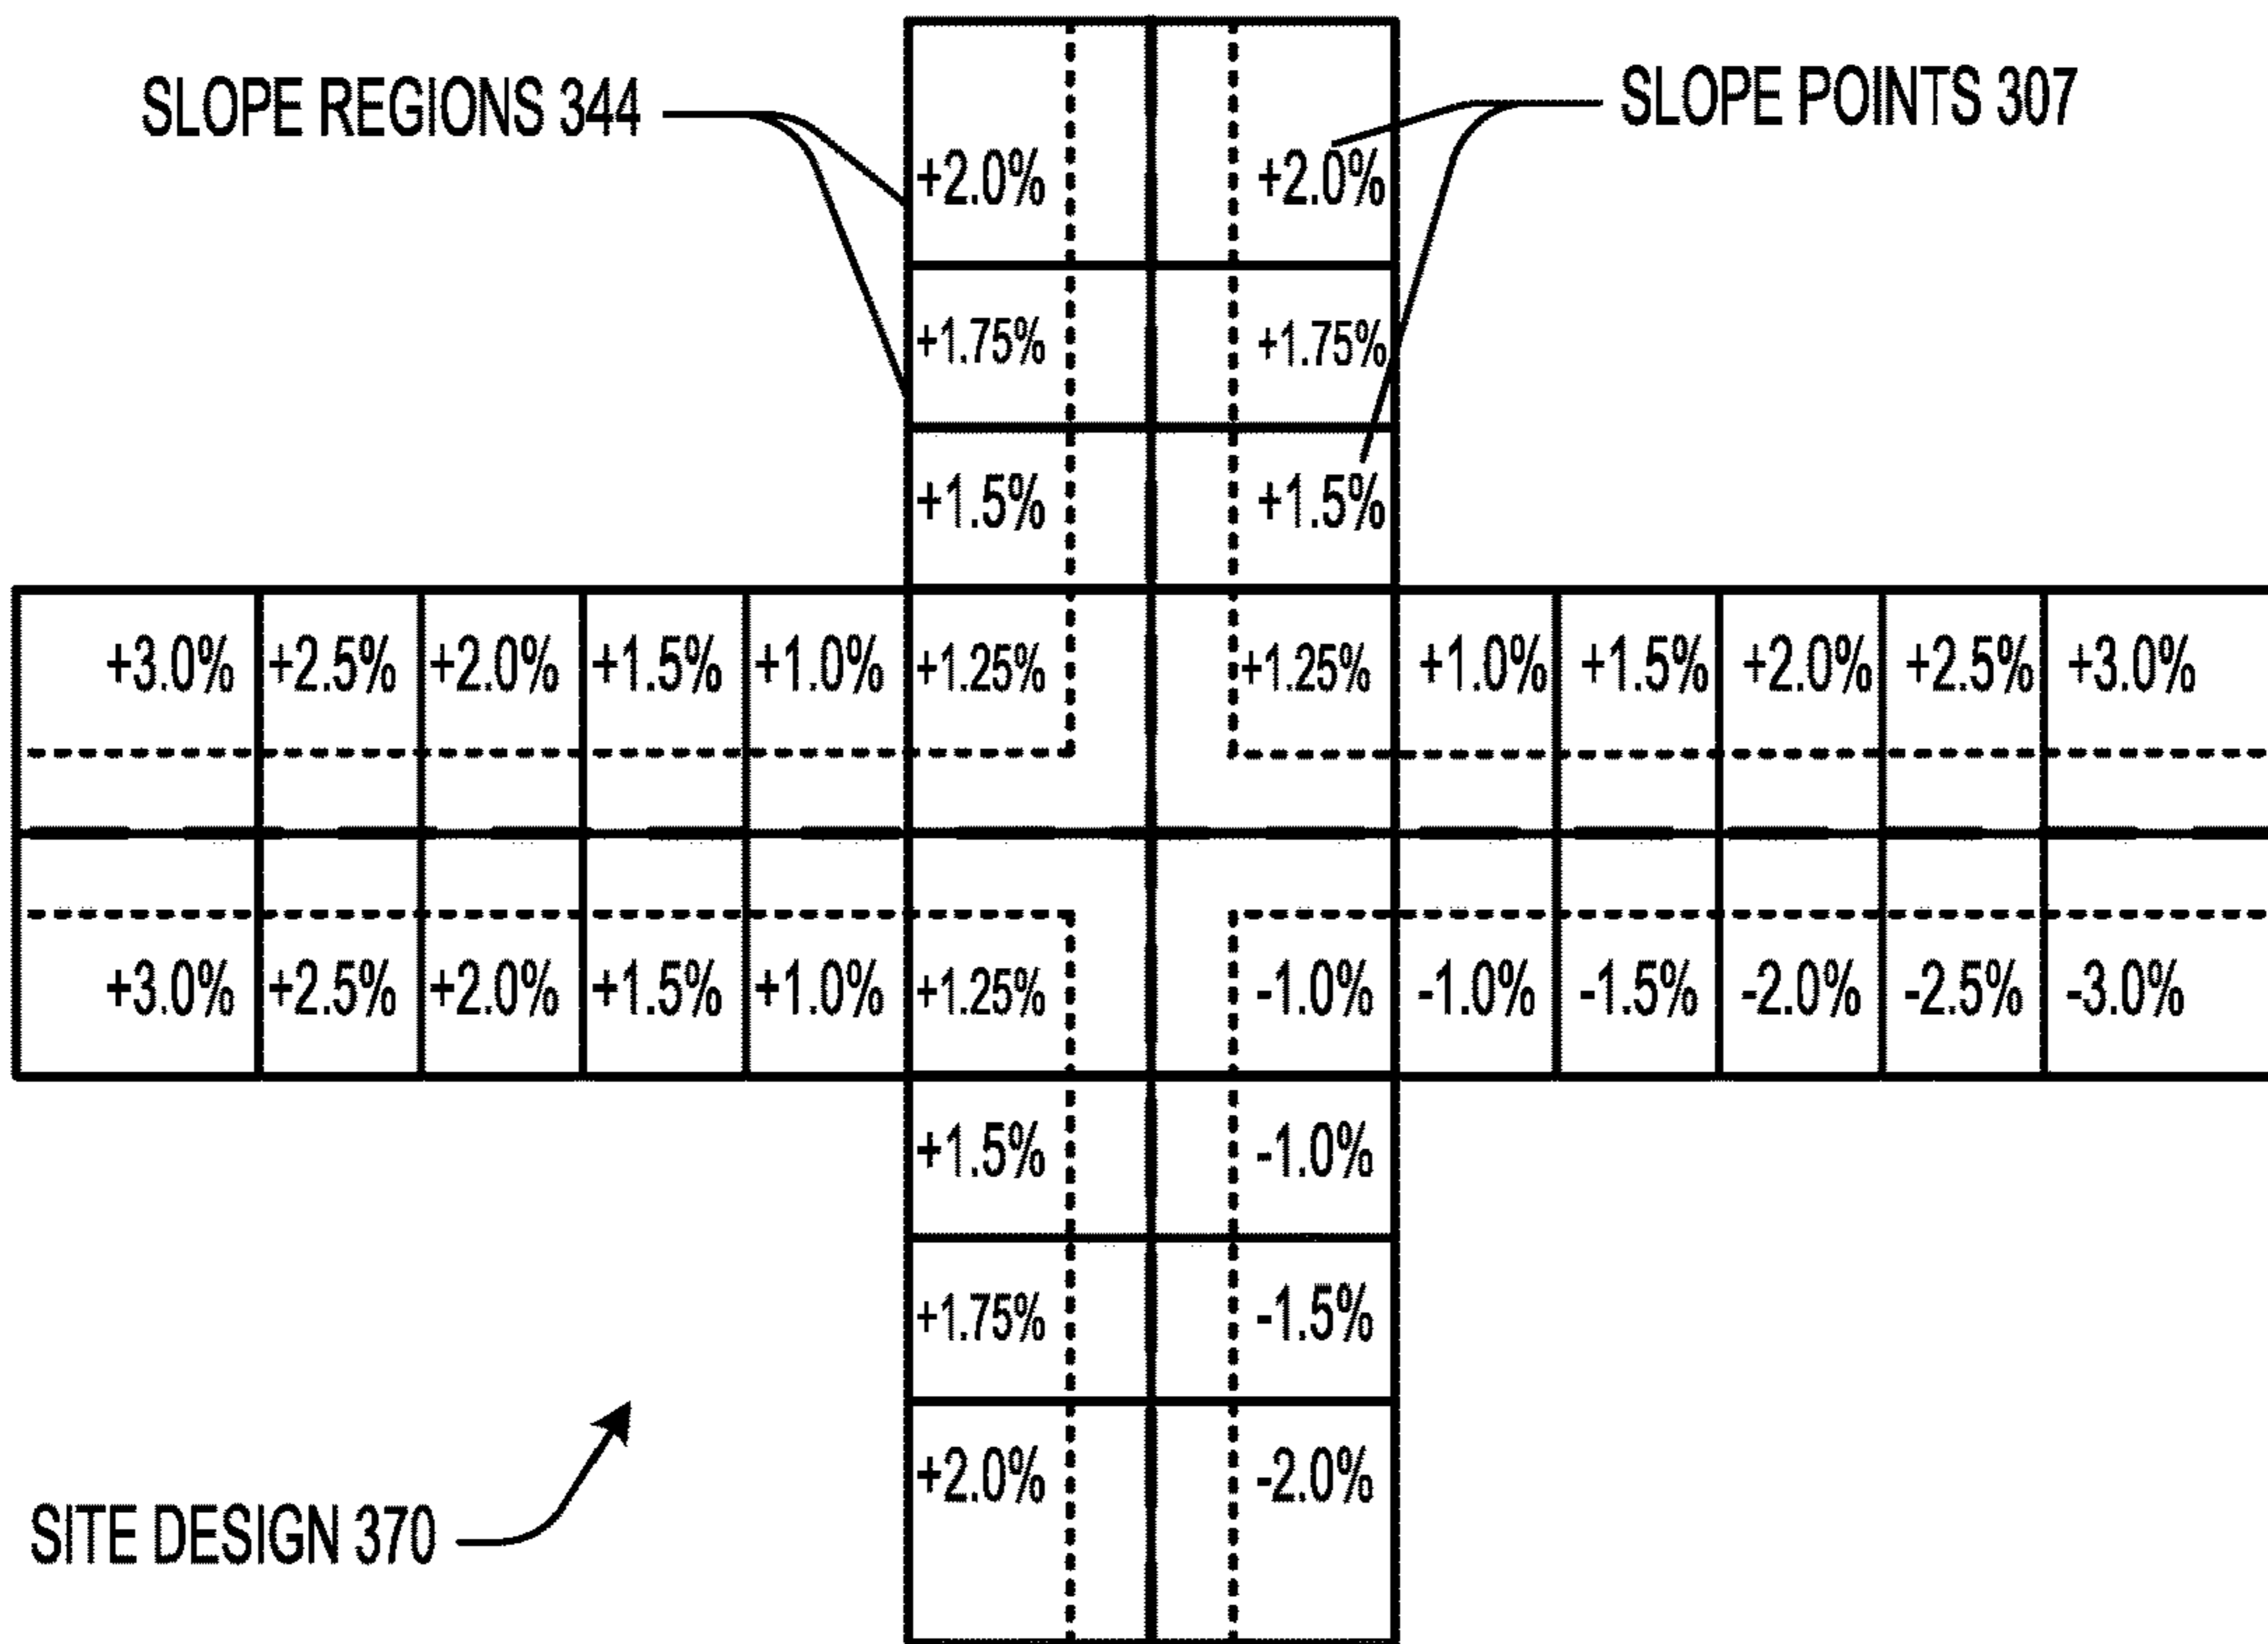 SLOPE REGIONS 344
SLOPE POINTS 307
+2.0% +2.0%
+1.75% +1.75%
+1.5% +1.5%
+3.0% +2.5% +2.0% +1.5% +1.0% +1.25% +1.25% +1.0% +1.5% +2.0% +2.5% +3.0%
+3.0% +2.5% +2.0% +1.5% +1.0% +1.25% -1.0% -1.0% -1.5% -2.0% -2.5% -3.0%
+1.5% -1.0%
+1.75% -1.5%
+2.0% -2.0%
SITE DESIGN 370